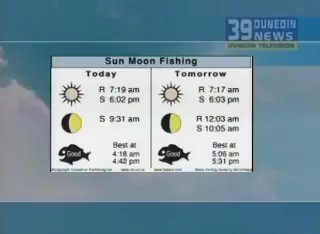 39 DUNEDIN NEWS
DUNEDIN TELEVISION
Sun Moon Fishing
Today
R 7:19 am
S 6:02 pm
S 9:31 am
Good
Best at
4:18 am
4:42 pm
Tomorrow
R 7:17 am
S 6:03 pm
R 12:03 am
S 10:05 am
Good
Best at
5:06 am
5:31 pm